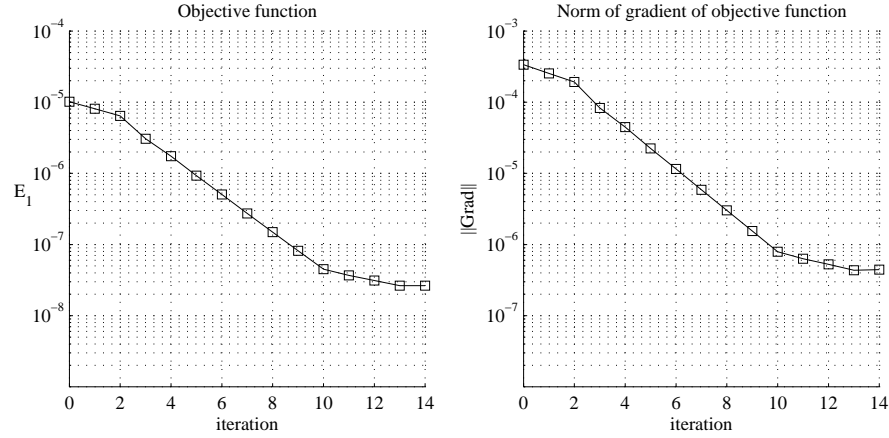 Objective function
10^-4
10^-5
10^-6
E_1
10^-7
10^-8
0 2 4 6 8 10 12 14
iteration
Norm of gradient of objective function
10^-3
10^-4
10^-5
||Grad||
10^-6
10^-7
0 2 4 6 8 10 12 14
iteration